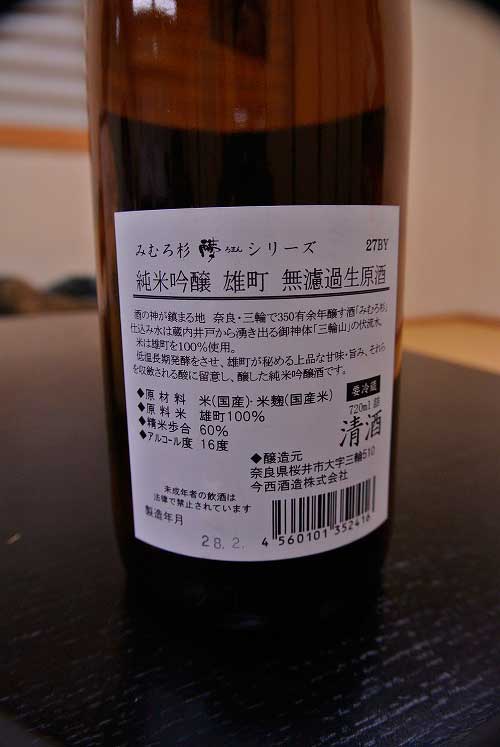 みむろ杉 夢 ろまんシリーズ 27BY
純米吟醸 雄町 無濾過生原酒
酒の神が鎮まる地 奈良・三輪で350有余年醸す酒「みむろ杉」
仕込み水は蔵内井戸から湧き出る御神体「三輪山」の伏流水。
米は雄町を100%使用。
低温長期発酵をさせ、雄町が秘める上品な甘味・旨み、それら
を収斂される酸に留意し、醸した純米吟醸酒です。
◆原材料 米(国産)・米麹(国産米)
◆原料米 雄町100%
◆精米歩合 60%
◆アルコール度 16度
要冷蔵
720ml 詰
清酒
◆醸造元
奈良県桜井市大字三輪510
今西酒造株式会社
未成年者の飲酒は
法律で禁止されています
製造年月
28.2.
4 560101 352416